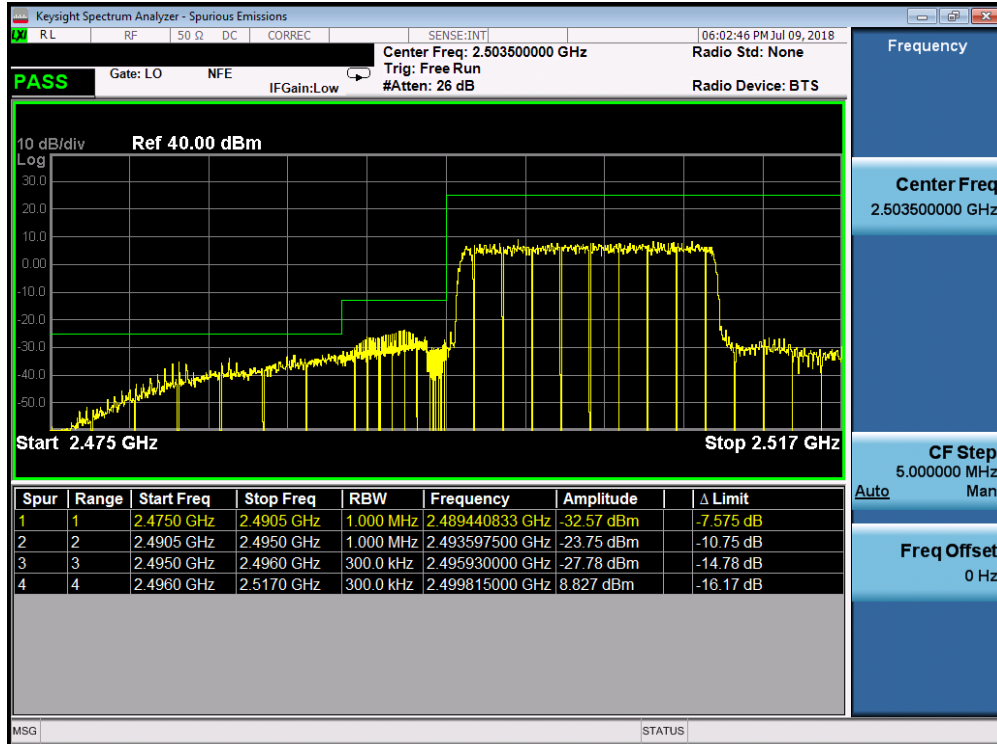 Keysight Spectrum Analyzer - Spurious Emissions
LXI RL RF 50 Ω DC CORREC SENSE:INT 06:02:46 PM Jul 09, 2018
Center Freq: 2.503500000 GHz Radio Std: None
PASS Gate: LO NFE Trig: Free Run
IFGain:Low #Atten: 26 dB Radio Device: BTS
10 dB/div Ref 40.00 dBm
Log
30.0
20.0
10.0
0.00
-10.0
-20.0
-30.0
-40.0
-50.0
Start 2.475 GHz Stop 2.517 GHz
Spur Range Start Freq Stop Freq RBW Frequency Amplitude Δ Limit
1 1 2.4750 GHz 2.4905 GHz 1.000 MHz 2.489440833 GHz -32.57 dBm -7.575 dB
2 2 2.4905 GHz 2.4950 GHz 1.000 MHz 2.493597500 GHz -23.75 dBm -10.75 dB
3 3 2.4950 GHz 2.4960 GHz 300.0 kHz 2.495930000 GHz -27.78 dBm -14.78 dB
4 4 2.4960 GHz 2.5170 GHz 300.0 kHz 2.499815000 GHz 8.827 dBm -16.17 dB
MSG STATUS
Frequency
Center Freq
2.503500000 GHz
CF Step
5.000000 MHz
Auto Man
Freq Offset
0 Hz